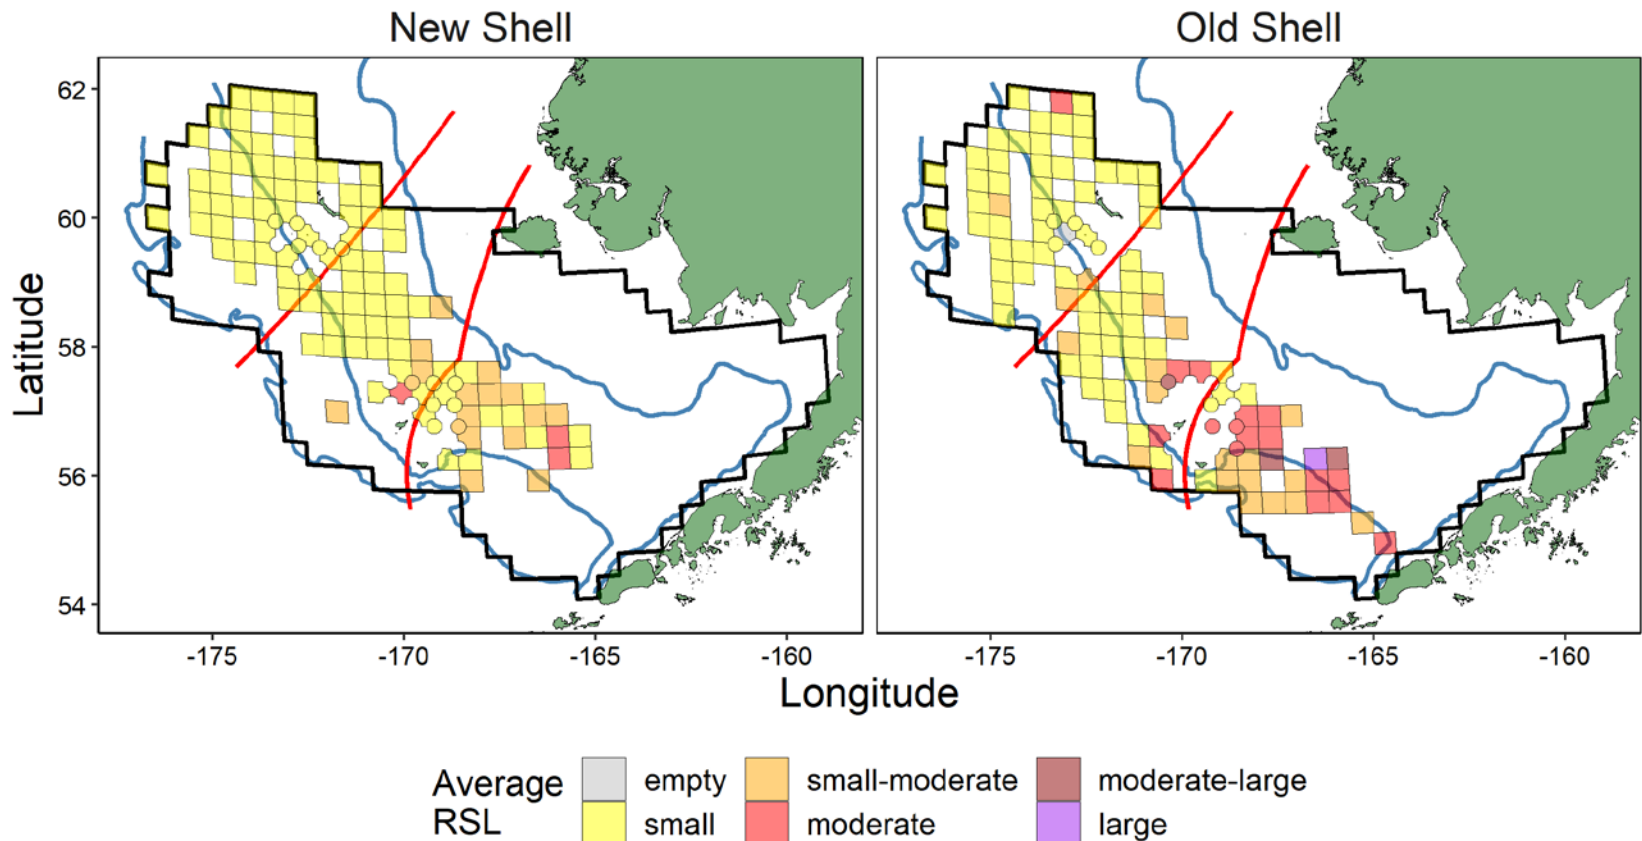 New Shell
Old Shell
62
60
58
56
54
Latitude
-175
-170
-165
-160
-175
-170
-165
-160
Longitude
Average
RSL
empty
small-moderate
moderate-large
small
moderate
large